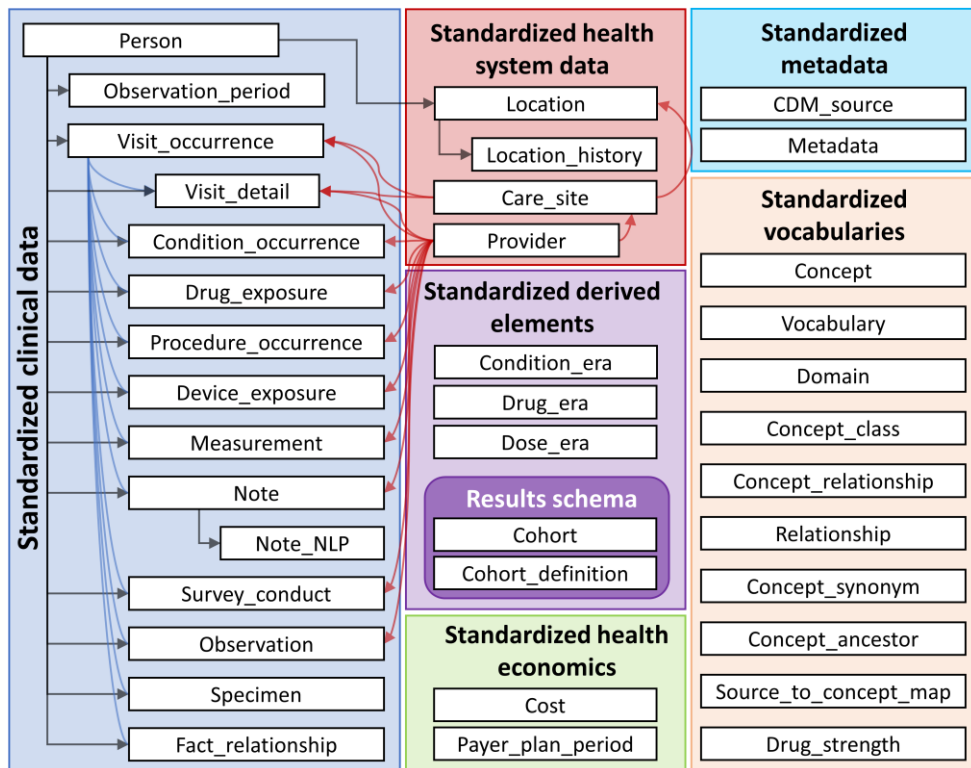 Standardized clinical data
Person
Observation_period
Visit_occurrence
Visit_detail
Condition_occurrence
Drug_exposure
Procedure_occurrence
Device_exposure
Measurement
Note
Note_NLP
Survey_conduct
Observation
Specimen
Fact_relationship
Standardized health
system data
Location
Location_history
Care_site
Provider
Standardized derived
elements
Condition_era
Drug_era
Dose_era
Results schema
Cohort
Cohort_definition
Standardized health
economics
Cost
Payer_plan_period
Standardized
metadata
CDM_source
Metadata
Standardized
vocabularies
Concept
Vocabulary
Domain
Concept_class
Concept_relationship
Relationship
Concept_synonym
Concept_ancestor
Source_to_concept_map
Drug_strength